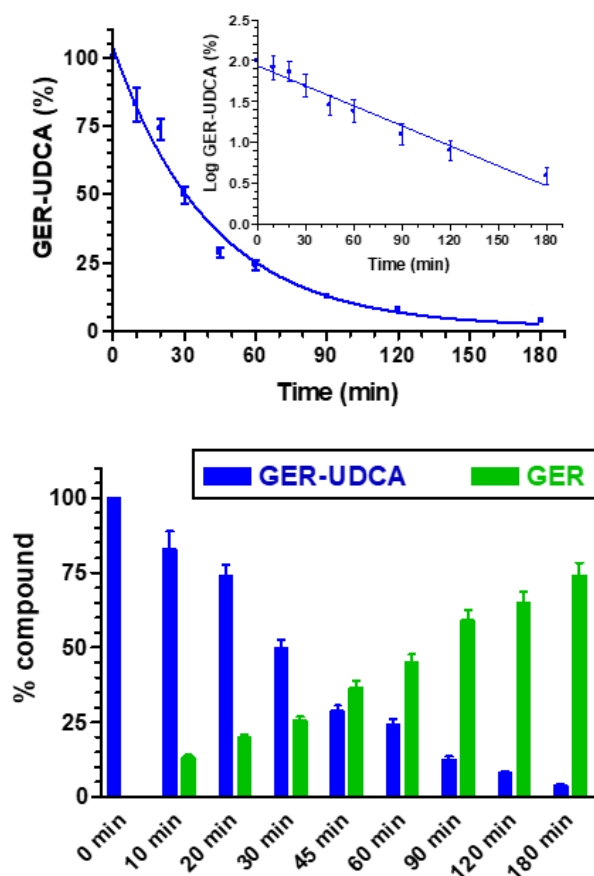 GER-UDCA (%)
100
75
50
25
0
0 30 60 90 120 150 180
Time (min)
Log GER-UDCA (%)
2.5
2.0
1.5
1.0
0.5
0.0
0 30 60 90 120 150 180
Time (min)
GER-UDCA GER
% compound
100
75
50
25
0
0 min 10 min 20 min 30 min 45 min 60 min 90 min 120 min 180 min